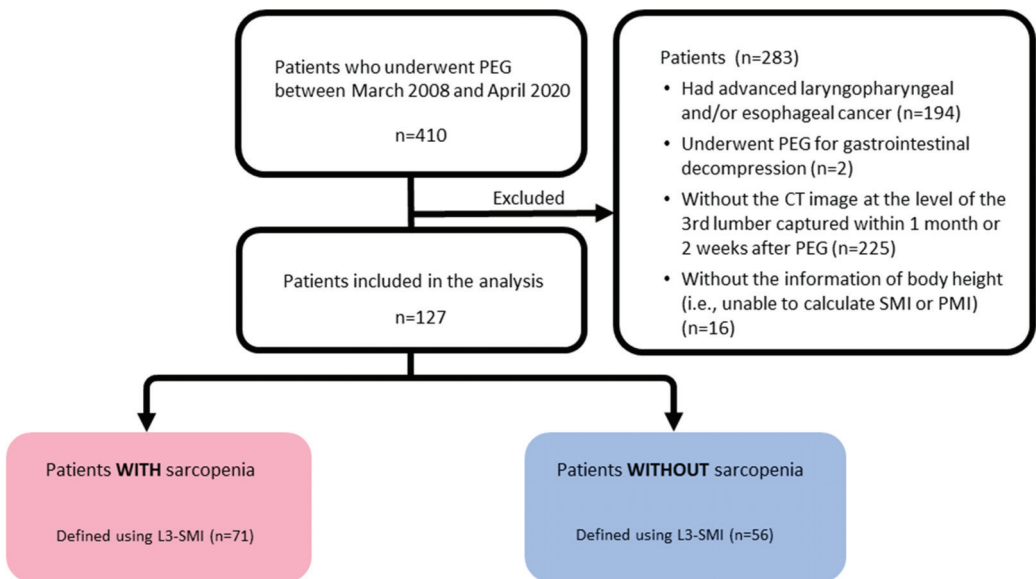 Patients who underwent PEG
between March 2008 and April 2020
n=410
Excluded
Patients (n=283)
• Had advanced laryngopharyngeal
and/or esophageal cancer (n=194)
• Underwent PEG for gastrointestinal
decompression (n=2)
• Without the CT image at the level of the
3rd lumber captured within 1 month or
2 weeks after PEG (n=225)
• Without the information of body height
(i.e., unable to calculate SMI or PMI)
(n=16)
Patients included in the analysis
n=127
Patients WITH sarcopenia
Defined using L3-SMI (n=71)
Patients WITHOUT sarcopenia
Defined using L3-SMI (n=56)